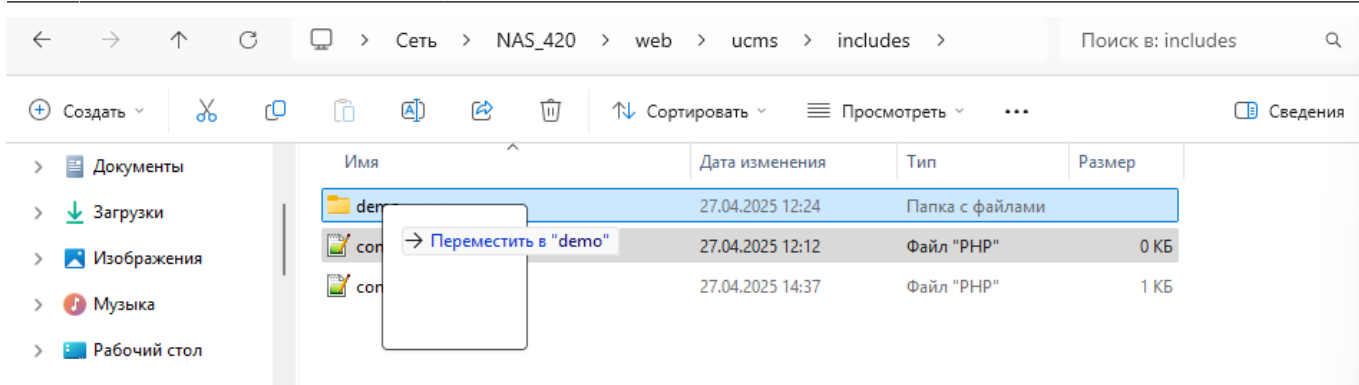 Сеть > NAS_420 > web > ucms > includes > Поиск в: includes
Создать Сортировать Просмотреть ... Сведения
Имя Дата изменения Тип Размер
Документы
Загрузки
Изображения
Музыка
Рабочий стол
27.04.2025 12:24 Папка с файлами
→ Переместить в "demo"
con 27.04.2025 12:12 Файл "PHP" 0 КБ
con 27.04.2025 14:37 Файл "PHP" 1 КБ